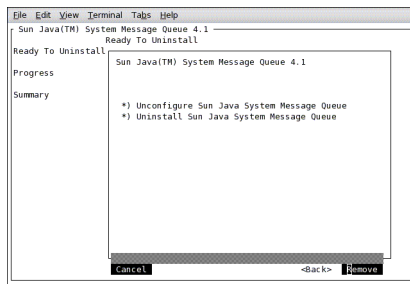 File Edit View Terminal Tabs Help
Sun Java(TM) System Message Queue 4.1
Ready To Uninstall
Ready To Uninstall
Sun Java(TM) System Message Queue 4.1
Progress
Summary
*) Unconfigure Sun Java System Message Queue
*) Uninstall Sun Java System Message Queue
Cancel <Back> Remove